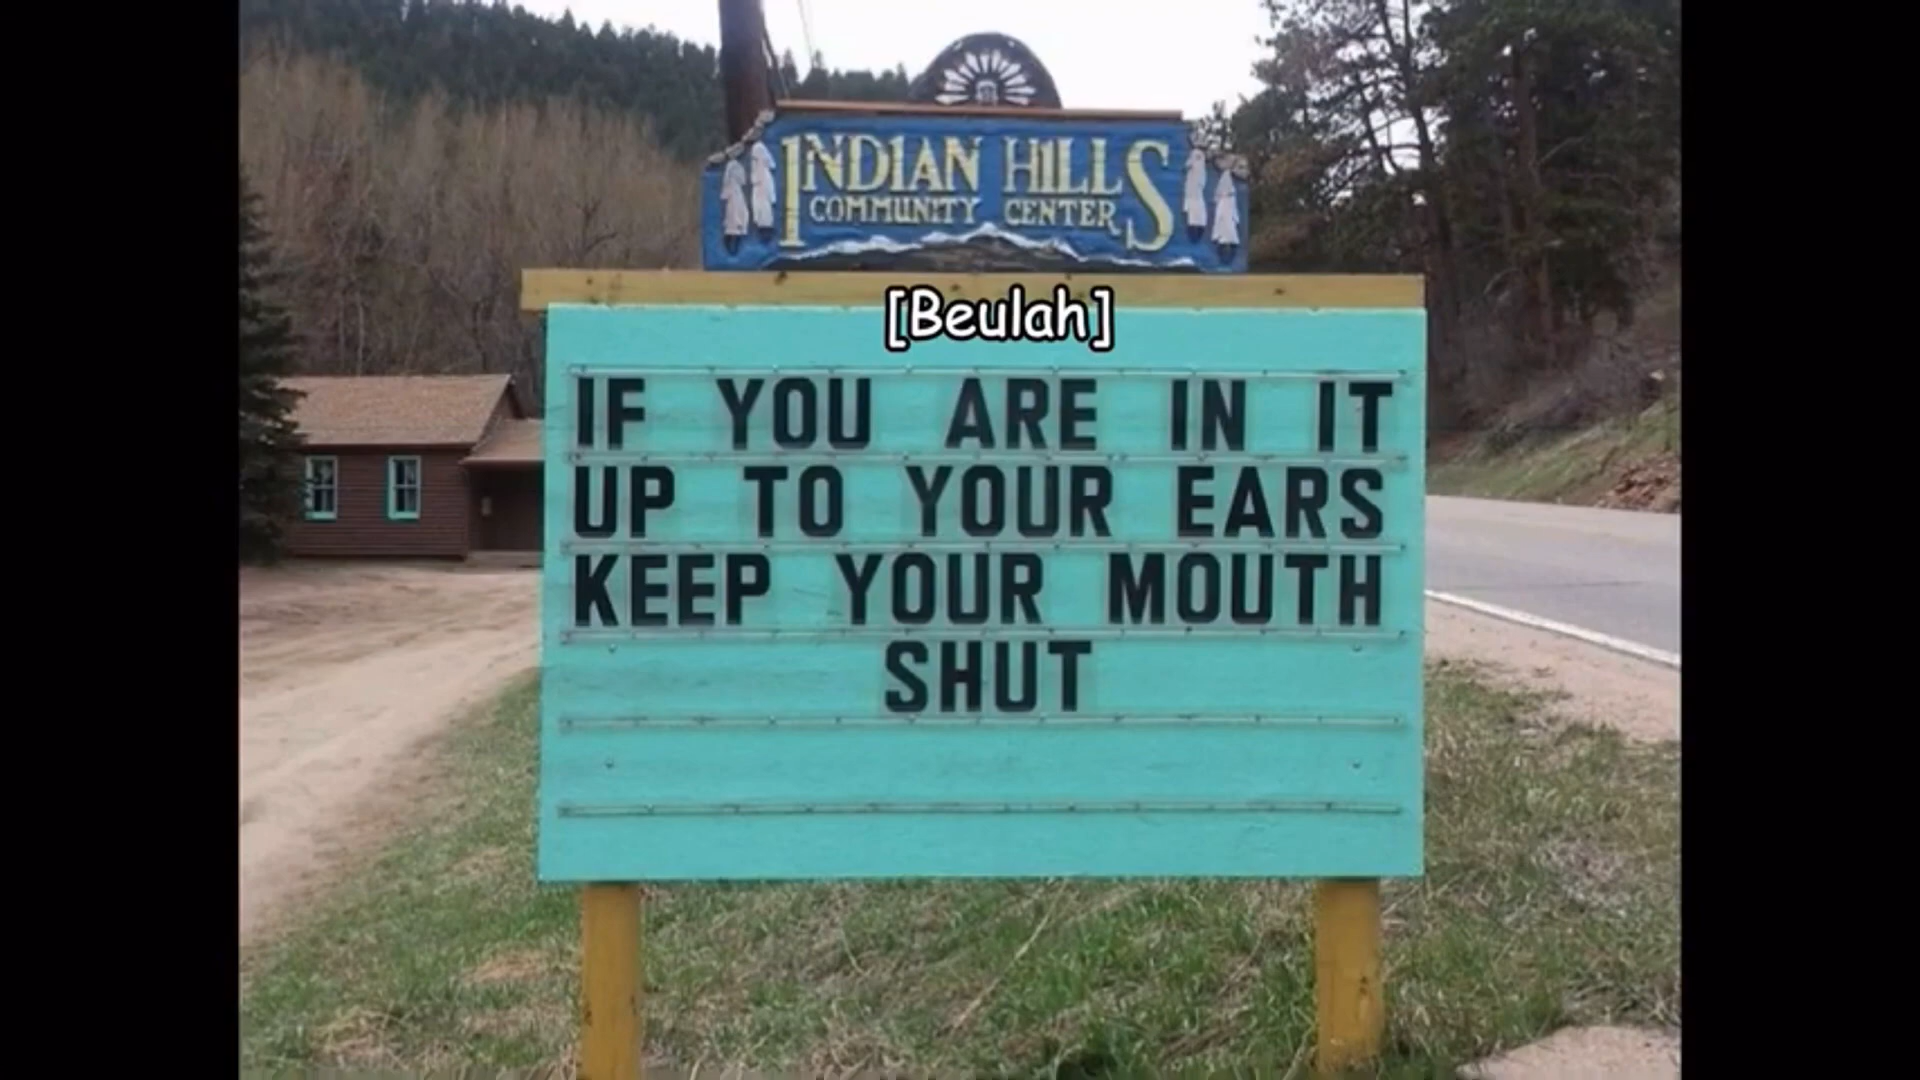 INDIAN HILLS
COMMUNITY CENTER
[Beulah]
IF YOU ARE IN IT
UP TO YOUR EARS
KEEP YOUR MOUTH
SHUT